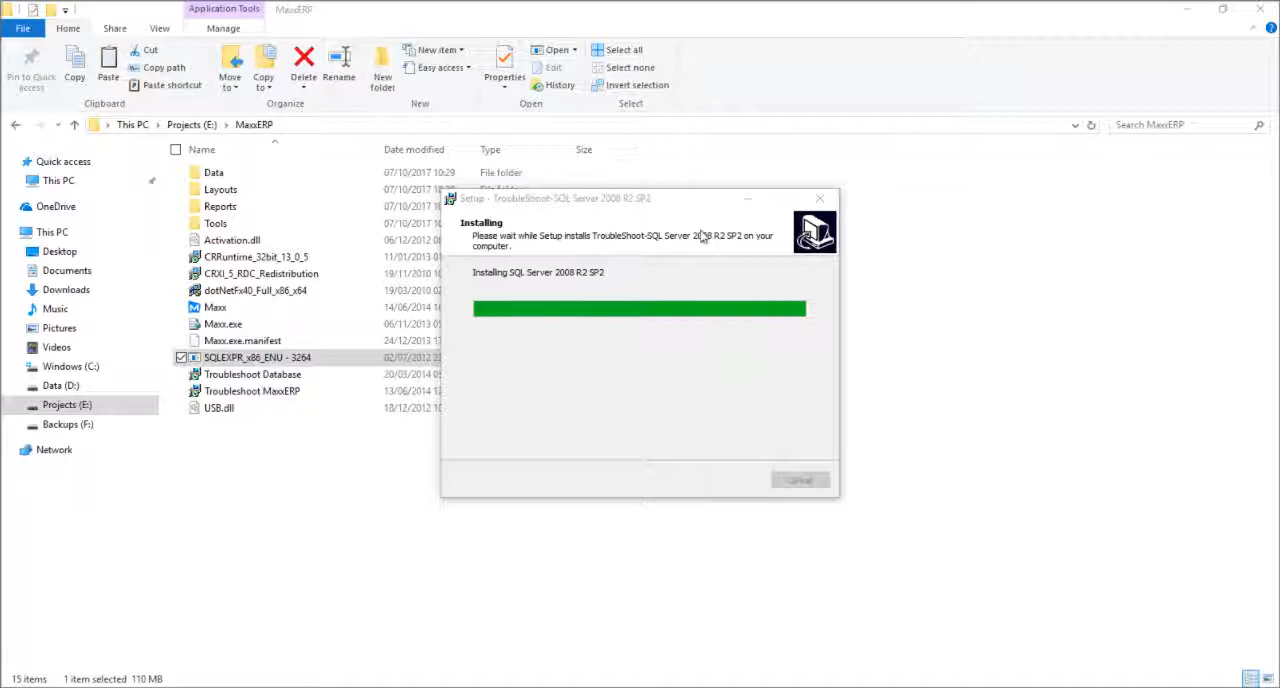 Application Tools MaxxERP
File Home Share View Manage
Pin to Quick access
Copy
Paste
Cut
Copy path
Paste shortcut
Clipboard
Move to
Copy to
Delete
Rename
Organize
New folder
New item
Easy access
New
Properties
Open
Edit
History
Open
Select all
Select none
Invert selection
Select
This PC Projects (E:) MaxxERP
Search MaxxERP
Quick access
This PC
OneDrive
This PC
Desktop
Documents
Downloads
Music
Pictures
Videos
Windows (C:)
Data (D:)
Projects (E:)
Backups (F:)
Network
Name Date modified Type Size
Data 07/10/2017 10:29 File folder
Layouts 07/10/2017
Reports 07/10/2017
Tools 07/10/2017
Activation.dll 06/12/2012
CRRuntime_32bit_13_0_5 11/01/2013
CRXI_5_RDC_Redistribution 19/11/2010
dotNetFx40_Full_x86_x64 19/03/2010
Maxx 14/06/2014
Maxx.exe 06/11/2013
Maxx.exe.manifest 24/12/2013
SQLEXPR_x86_ENU - 3264 02/07/2012
Troubleshoot Database 20/03/2014
Troubleshoot MaxxERP 13/06/2014
USB.dll 18/12/2012
Setup - TroubleShoot-SQL Server 2008 R2 SP2
Installing
Please wait while Setup installs TroubleShoot-SQL Server 2008 R2 SP2 on your
computer.
Installing SQL Server 2008 R2 SP2
Cancel
15 items 1 item selected 110 MB